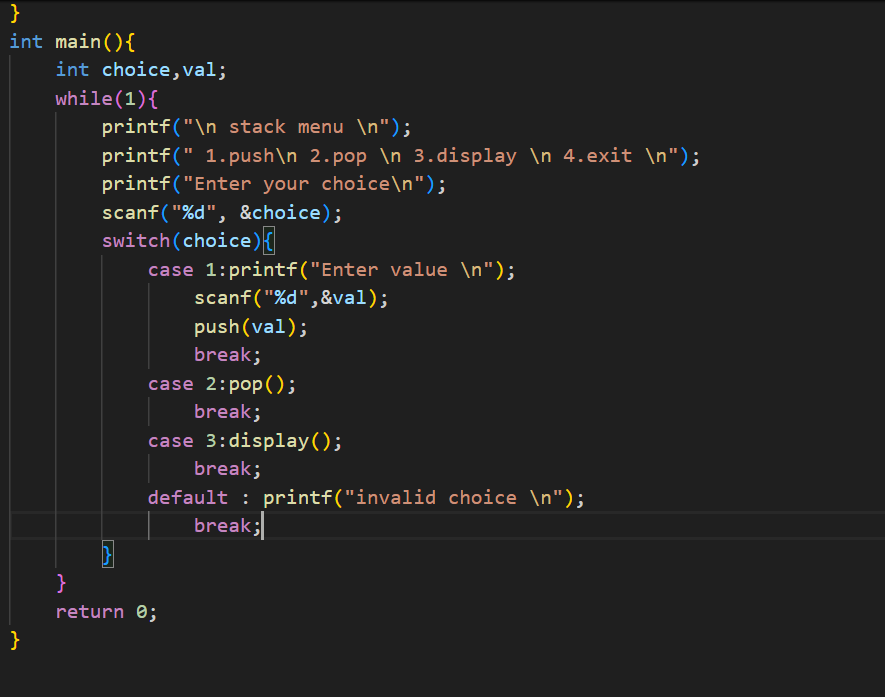 }
int main(){
    int choice,val;
    while(1){
        printf("\n stack menu \n");
        printf(" 1.push\n 2.pop \n 3.display \n 4.exit \n");
        printf("Enter your choice\n");
        scanf("%d", &choice);
        switch(choice){
            case 1:printf("Enter value \n");
                scanf("%d",&val);
                push(val);
                break;
            case 2:pop();
                break;
            case 3:display();
                break;
            default : printf("invalid choice \n");
                break;
        }
    }
    return 0;
}